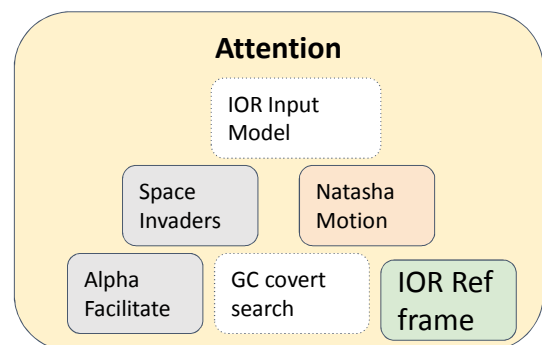 Attention
IOR Input
Model
Space
Invaders
Natasha
Motion
Alpha
Facilitate
GC covert
search
IOR Ref
frame